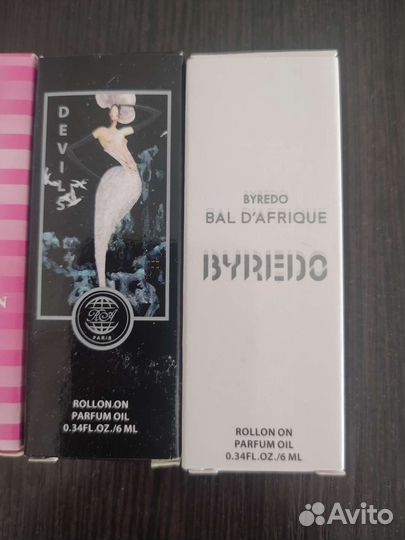 N
DEVILS
RA
PARIS
ROLLON ON
PARFUM OIL
0.34FL.OZ./6 ML
BYREDO
BAL D'AFRIQUE
BYREDO
ROLLON ON
PARFUM OIL
0.34FL.OZ./6 ML
Avito